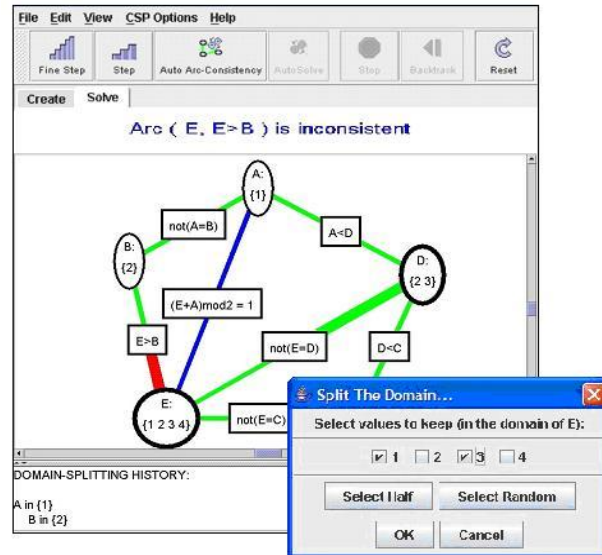 File Edit View CSP Options Help
Fine Step Step Auto Arc-Consistency AutoSolve Stop Backtrack Reset
Create Solve
Arc ( E, E>B ) is inconsistent
A:
{1}
not(A=B)
A<D
B:
{2}
D:
{2 3}
(E+A)mod2 = 1
E>B
not(E=D)
D<C
E:
{1 2 3 4}
not(E=C)
Split The Domain...
Select values to keep (in the domain of E):
1 2 3 4
Select Half Select Random
OK Cancel
DOMAIN-SPLITTING HISTORY:
A in {1}
B in {2}